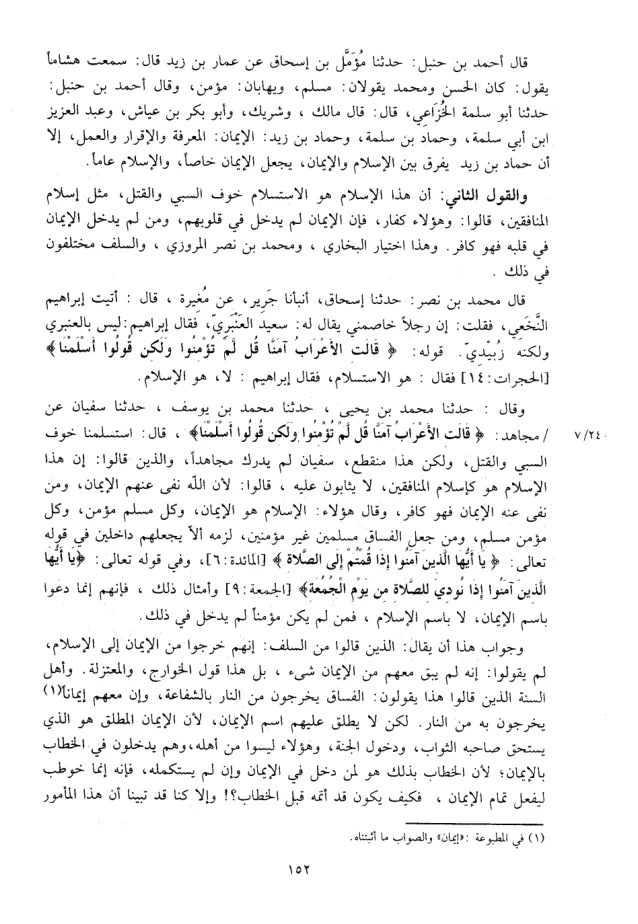 قال أحمد بن حنبل: حدثنا مُؤَمَّل بن إسحاق عن عمار بن زيد قال: سمعت هشاماً
يقول: كان الحسن ومحمد يقولان: مسلم، ويهابان: مؤمن، وقال أحمد بن حنبل:
حدثنا أبو سلمة الخُزَاعي، قال: قال مالك ، وشريك، وأبو بكر بن عياش، وعبد العزيز
ابن أبي سلمة، وحماد بن سلمة، وحماد بن زيد: الإيمان: المعرفة والإقرار والعمل، إلا
أن حماد بن زيد يفرق بين الإسلام والإيمان، يجعل الإيمان خاصاً، والإسلام عاماً.
والقول الثاني: أن هذا الإسلام هو الاستسلام خوف السبي والقتل، مثل إسلام
المنافقين، قالوا: وهؤلاء كفار، فإن الإيمان لم يدخل في قلوبهم، ومن لم يدخل الإيمان
في قلبه فهو كافر. وهذا اختيار البخاري ، ومحمد بن نصر المروزي ، والسلف مختلفون
في ذلك .
قال محمد بن نصر: حدثنا إسحاق، أنبأنا جَرِير، عن مُغيرة ، قال : أتيت إبراهيم
النَّخَعِي، فقلت: إن رجلاً خاصمني يقال له: سعيد العَنْبَرِيّ، فقال إبراهيم: ليس بالعنبري
ولكنه زُبيْدِيّ. قوله: ﴿ قَالَتِ الأَعْرَابُ آمَنَّا قُل لَّمْ تُؤْمِنُوا وَلَكِن قُولُوا أَسْلَمْنَا﴾
[الحجرات: ١٤] فقال : هو الاستسلام، فقال إبراهيم : لا، هو الإسلام.
وقال : حدثنا محمد بن يحيى ، حدثنا محمد بن يوسف ، حدثنا سفيان عن
٧/٢٤٠ / مجاهد: ﴿ قَالَتِ الأَعْرَابُ آمَنَّا قُل لَّمْ تُؤْمِنُوا وَلَكِن قُولُوا أَسْلَمْنَا﴾ ، قال: استسلمنا خوف
السبي والقتل، ولكن هذا منقطع، سفيان لم يدرك مجاهداً، والذين قالوا: إن هذا
الإسلام هو كإسلام المنافقين، لا يثابون عليه ، قالوا: لأن الله نفى عنهم الإيمان، ومن
نفى عنه الإيمان فهو كافر، وقال هؤلاء: الإسلام هو الإيمان، وكل مسلم مؤمن، وكل
مؤمن مسلم، ومن جعل الفساق مسلمين غير مؤمنين، لزمه ألاَّ يجعلهم داخلين في قوله
تعالى: ﴿ يَا أَيُّهَا الَّذِينَ آمَنُوا إِذَا قُمْتُمْ إِلَى الصَّلاةِ ﴾ [المائدة: ٦]، وفي قوله تعالى: ﴿يَا أَيُّهَا
الَّذِينَ آمَنُوا إِذَا نُودِيَ لِلصَّلاةِ مِن يَوْمِ الْجُمُعَةِ﴾ [الجمعة: ٩] وأمثال ذلك ، فإنهم إنما دعوا
باسم الإيمان، لا باسم الإسلام ، فمن لم يكن مؤمناً لم يدخل في ذلك.
وجواب هذا أن يقال: الذين قالوا من السلف: إنهم خرجوا من الإيمان إلى الإسلام،
لم يقولوا: إنه لم يبق معهم من الإيمان شىء ، بل هذا قول الخوارج، والمعتزلة. وأهل
السنة الذين قالوا هذا يقولون: الفساق يخرجون من النار بالشفاعة، وإن معهم إيماناً(١)
يخرجون به من النار. لكن لا يطلق عليهم اسم الإيمان، لأن الإيمان المطلق هو الذي
يستحق صاحبه الثواب، ودخول الجنة، وهؤلاء ليسوا من أهله، وهم يدخلون في الخطاب
بالإيمان؛ لأن الخطاب بذلك هو لمن دخل في الإيمان وإن لم يستكمله، فإنه إنما خوطب
ليفعل تمام الإيمان ، فكيف يكون قد أتمه قبل الخطاب؟! وإلا كنا قد تبينا أن هذا المأمور
(١) في المطبوعة : «إيمان» والصواب ما أثبتناه.
١٥٢